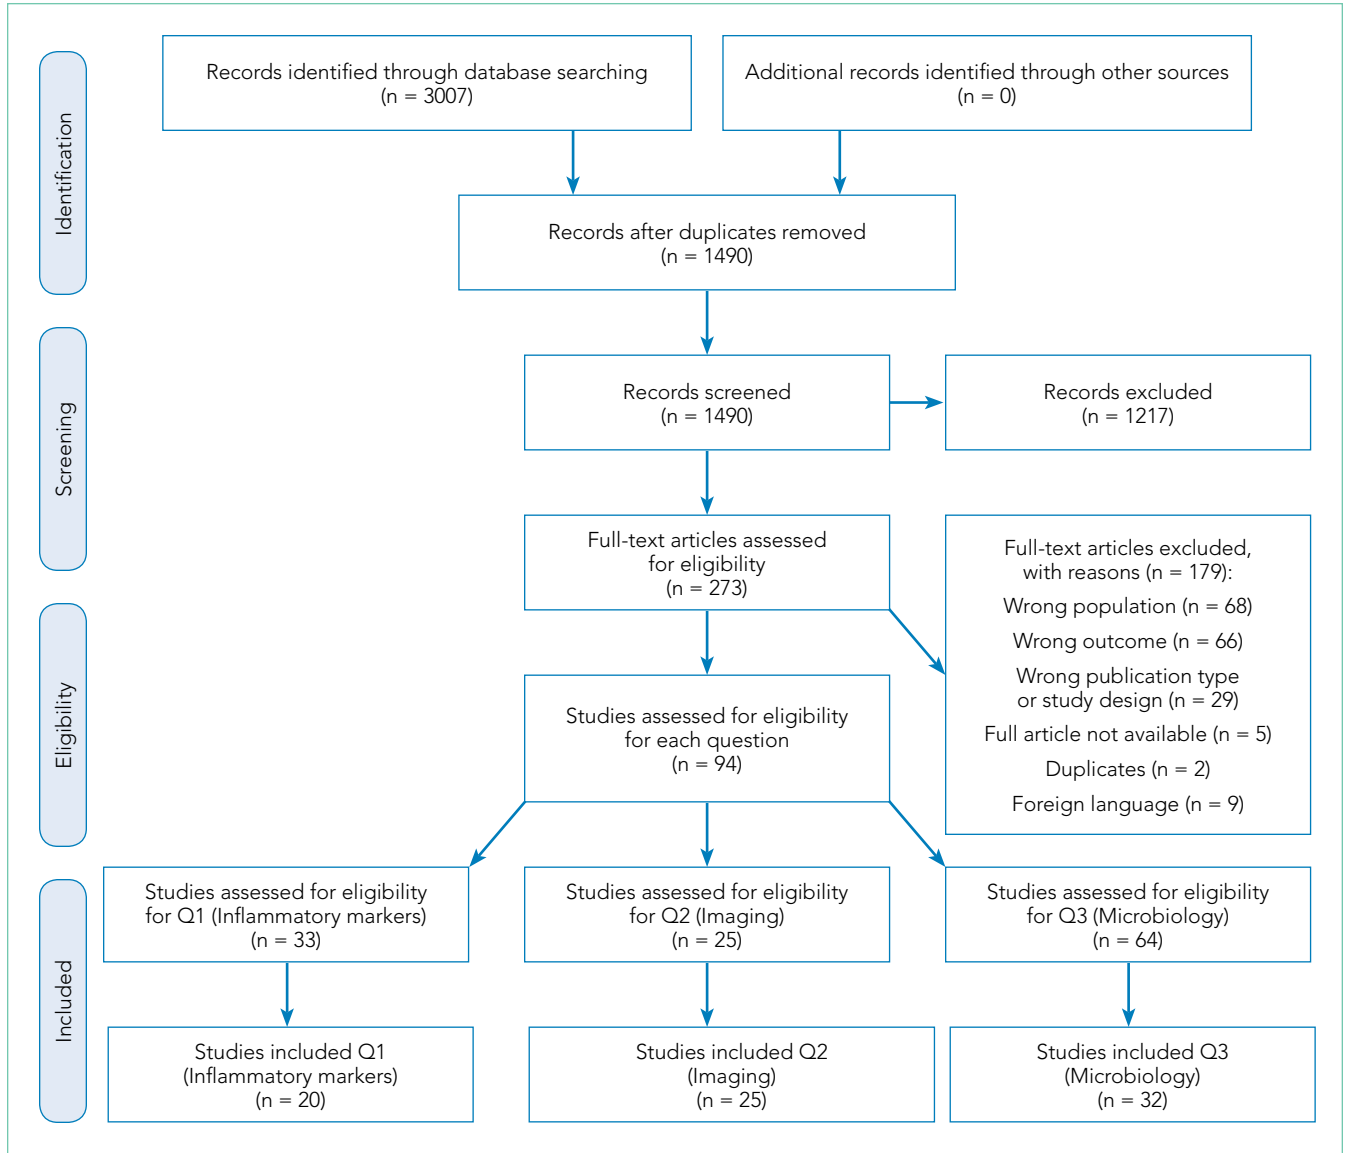 Identification
Records identified through database searching
(n = 3007)
Additional records identified through other sources
(n = 0)
Records after duplicates removed
(n = 1490)
Screening
Records screened
(n = 1490)
Records excluded
(n = 1217)
Full-text articles assessed
for eligibility
(n = 273)
Full-text articles excluded,
with reasons (n = 179):
Wrong population (n = 68)
Wrong outcome (n = 66)
Wrong publication type
or study design (n = 29)
Full article not available (n = 5)
Duplicates (n = 2)
Foreign language (n = 9)
Eligibility
Studies assessed for eligibility
for each question
(n = 94)
Studies assessed for eligibility
for Q1 (Inflammatory markers)
(n = 33)
Studies assessed for eligibility
for Q2 (Imaging)
(n = 25)
Studies assessed for eligibility
for Q3 (Microbiology)
(n = 64)
Included
Studies included Q1
(Inflammatory markers)
(n = 20)
Studies included Q2
(Imaging)
(n = 25)
Studies included Q3
(Microbiology)
(n = 32)